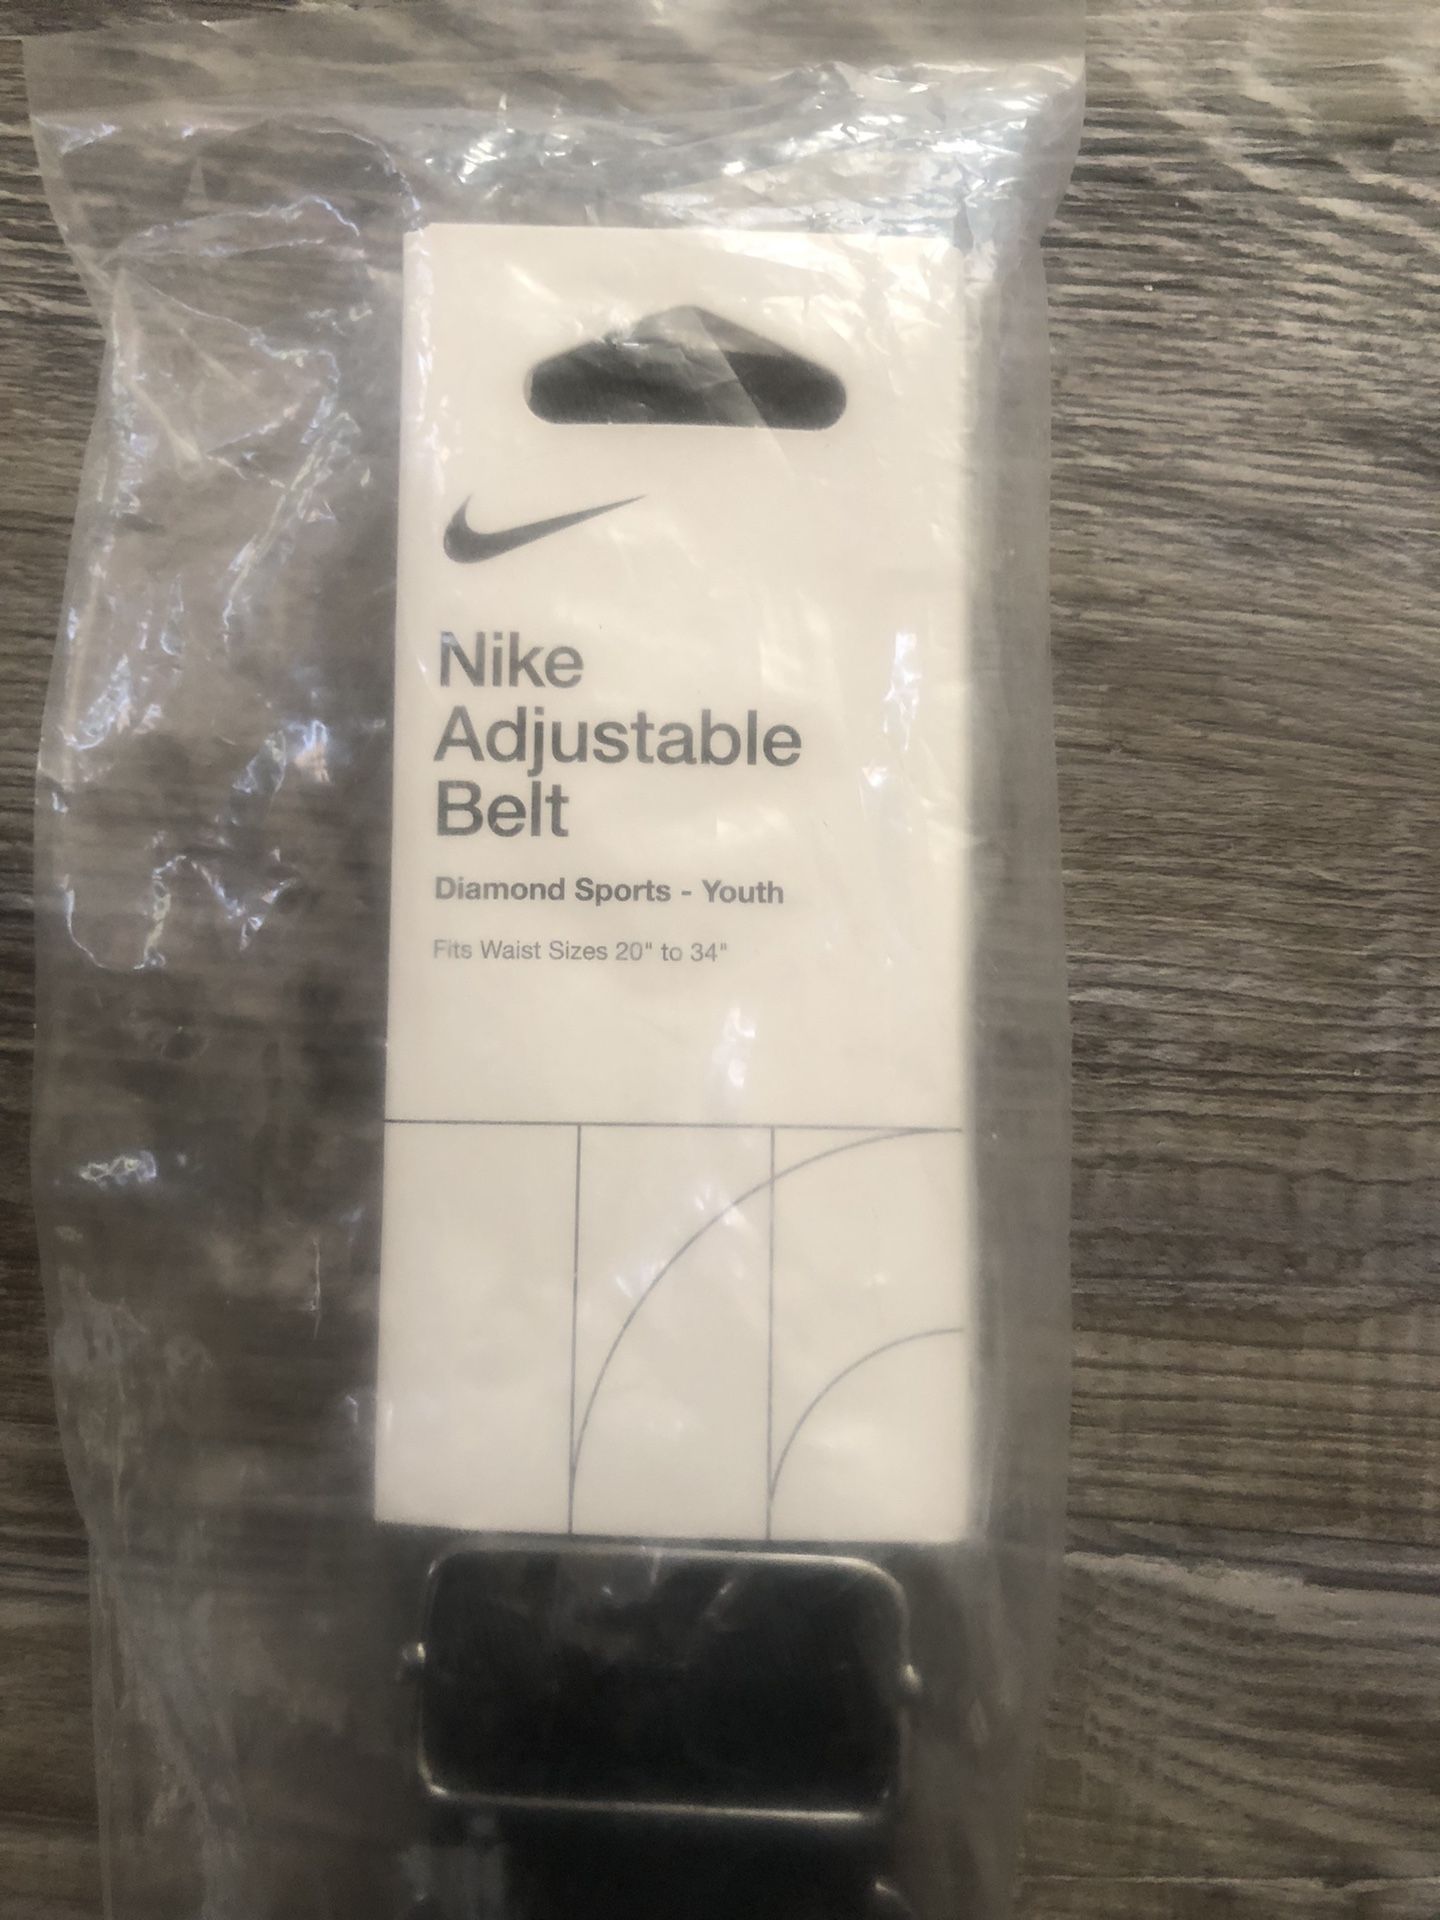 Nike
Adjustable
Belt
Diamond Sports - Youth
Fits Waist Sizes 20" to 34"